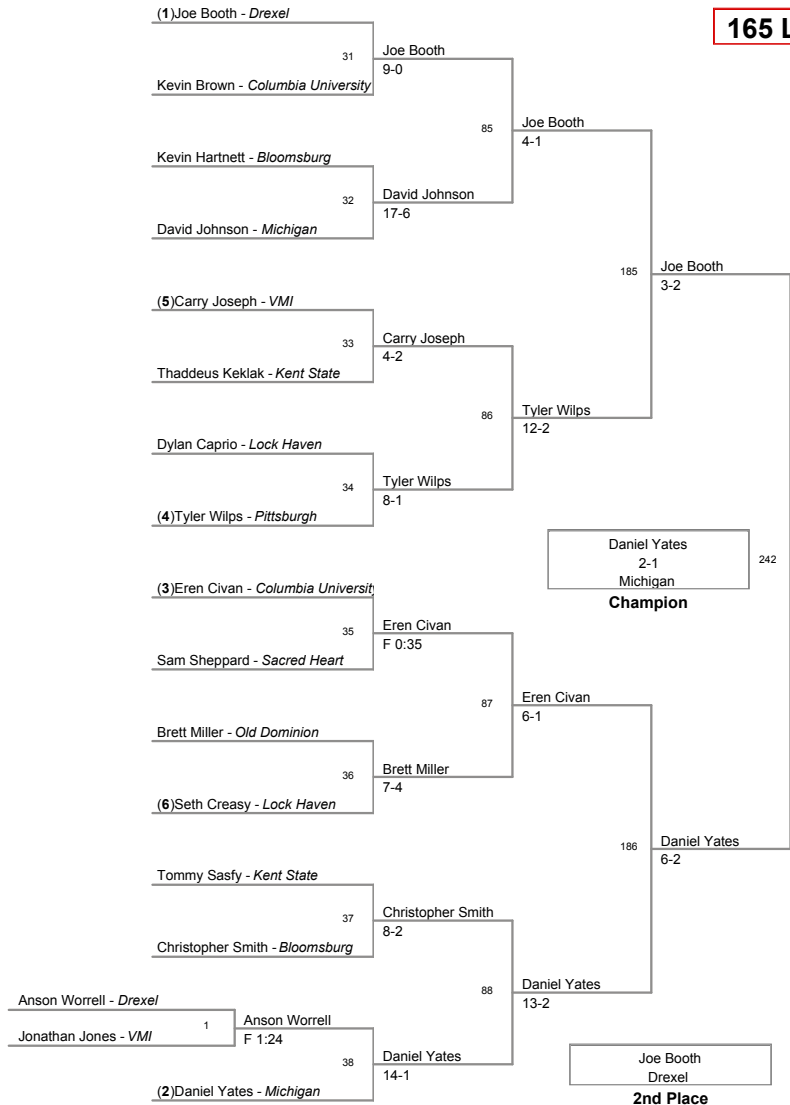 (1)Joe Booth - Drexel
165 L
31
Joe Booth
9-0
Kevin Brown - Columbia University
85
Joe Booth
4-1
Kevin Hartnett - Bloomsburg
32
David Johnson
17-6
David Johnson - Michigan
185
Joe Booth
3-2
(5)Carry Joseph - VMI
33
Carry Joseph
4-2
Thaddeus Keklak - Kent State
86
Tyler Wilps
12-2
Dylan Caprio - Lock Haven
34
Tyler Wilps
8-1
(4)Tyler Wilps - Pittsburgh
Daniel Yates
2-1
Michigan
242
Champion
(3)Eren Civan - Columbia University
35
Eren Civan
F 0:35
Sam Sheppard - Sacred Heart
87
Eren Civan
6-1
Brett Miller - Old Dominion
36
Brett Miller
7-4
(6)Seth Creasy - Lock Haven
186
Daniel Yates
6-2
Tommy Sasfy - Kent State
37
Christopher Smith
8-2
Christopher Smith - Bloomsburg
88
Daniel Yates
13-2
Anson Worrell - Drexel
1
Anson Worrell
F 1:24
Jonathan Jones - VMI
38
Daniel Yates
14-1
(2)Daniel Yates - Michigan
Joe Booth
Drexel
2nd Place